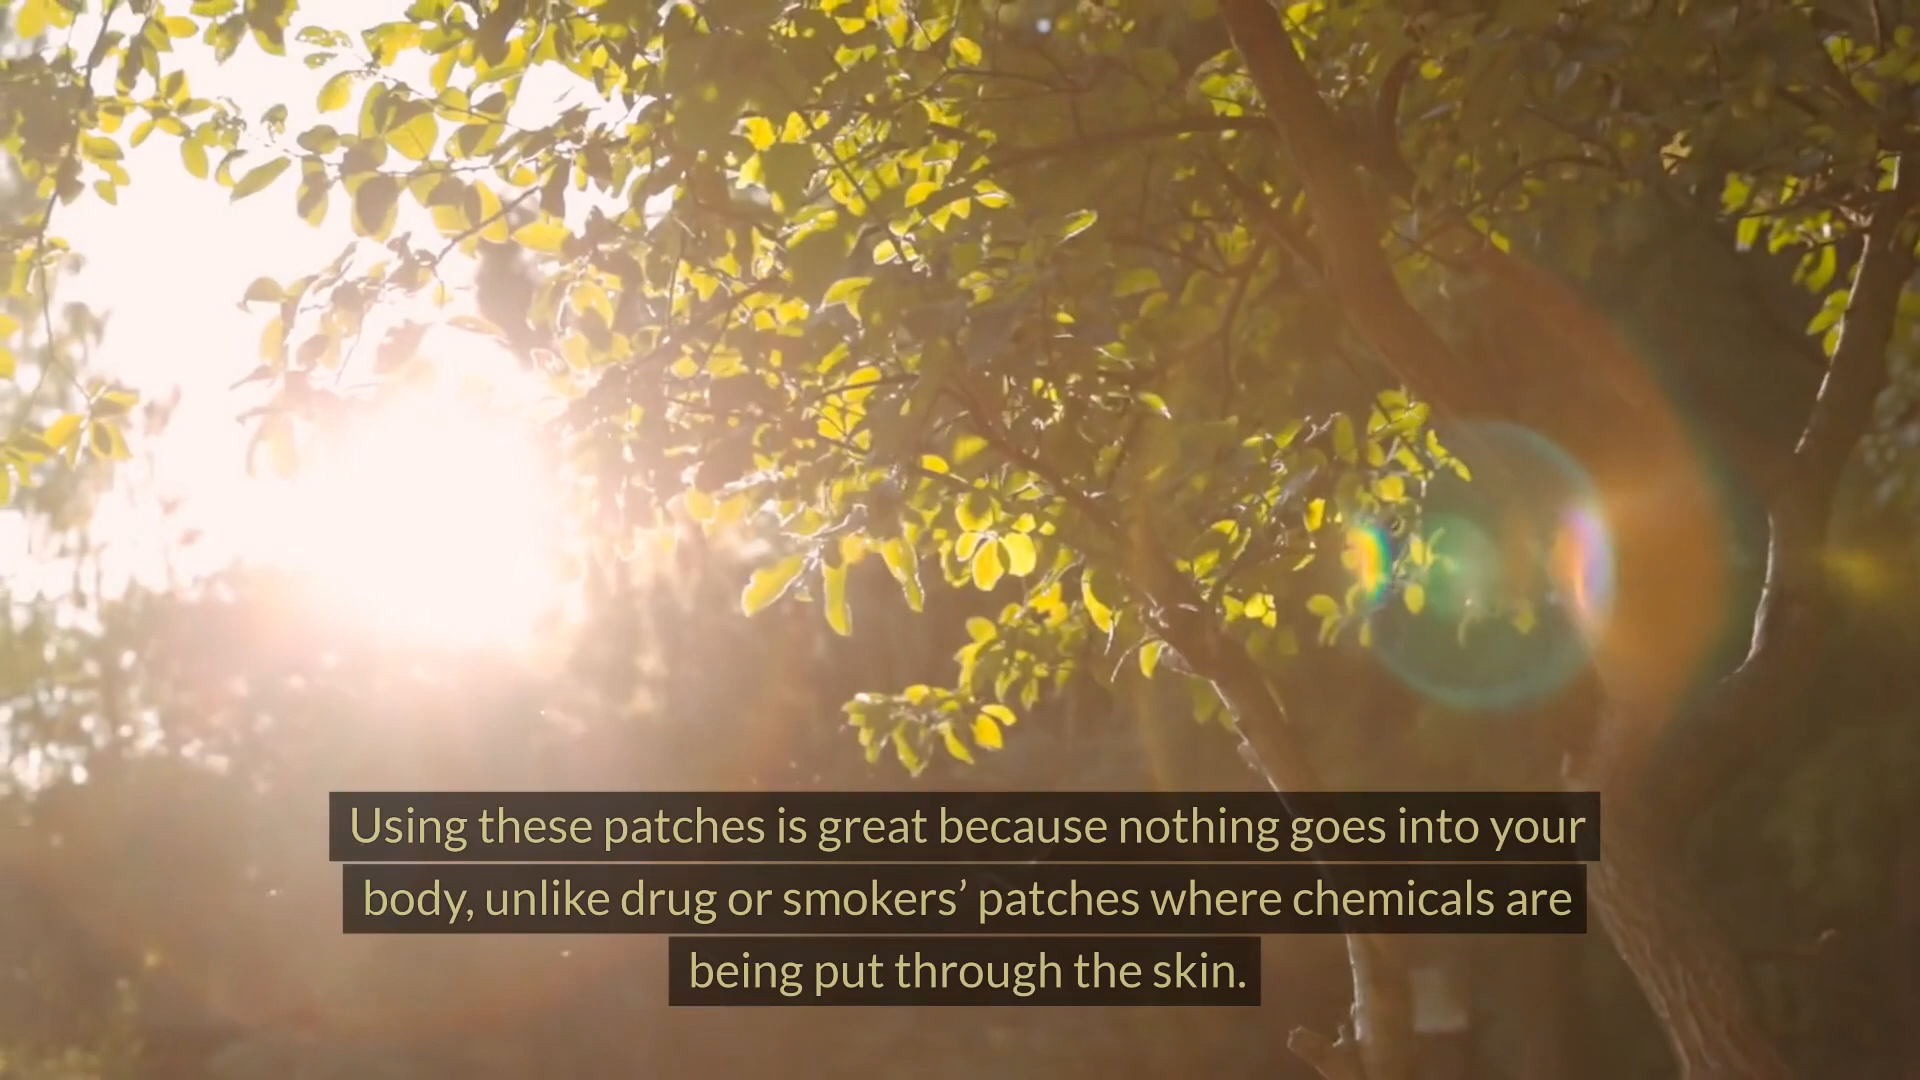 Using these patches is great because nothing goes into your
body, unlike drug or smokers’ patches where chemicals are
being put through the skin.